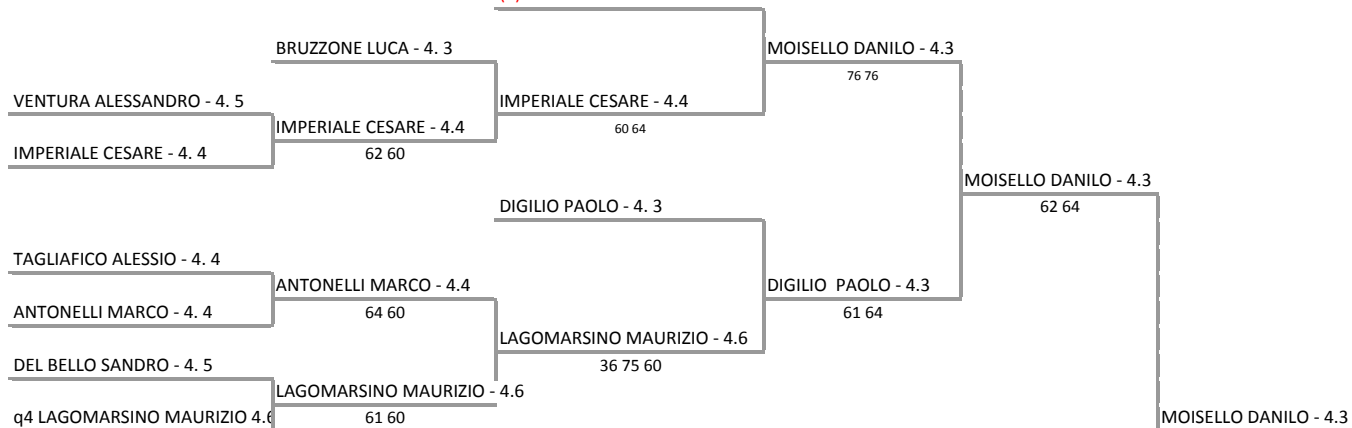 BRUZZONE LUCA - 4. 3
MOISELLO DANILO - 4.3
76 76
VENTURA ALESSANDRO - 4. 5
IMPERIALE CESARE - 4.4
IMPERIALE CESARE - 4.4
60 64
IMPERIALE CESARE - 4. 4
62 60
MOISELLO DANILO - 4.3
62 64
DIGILIO PAOLO - 4. 3
TAGLIAFICO ALESSIO - 4. 4
ANTONELLI MARCO - 4.4
DIGILIO  PAOLO - 4.3
ANTONELLI MARCO - 4. 4
64 60
61 64
LAGOMARSINO MAURIZIO - 4.6
36 75 60
DEL BELLO SANDRO - 4. 5
LAGOMARSINO MAURIZIO - 4.6
q4 LAGOMARSINO MAURIZIO 4.6
61 60
MOISELLO DANILO - 4.3